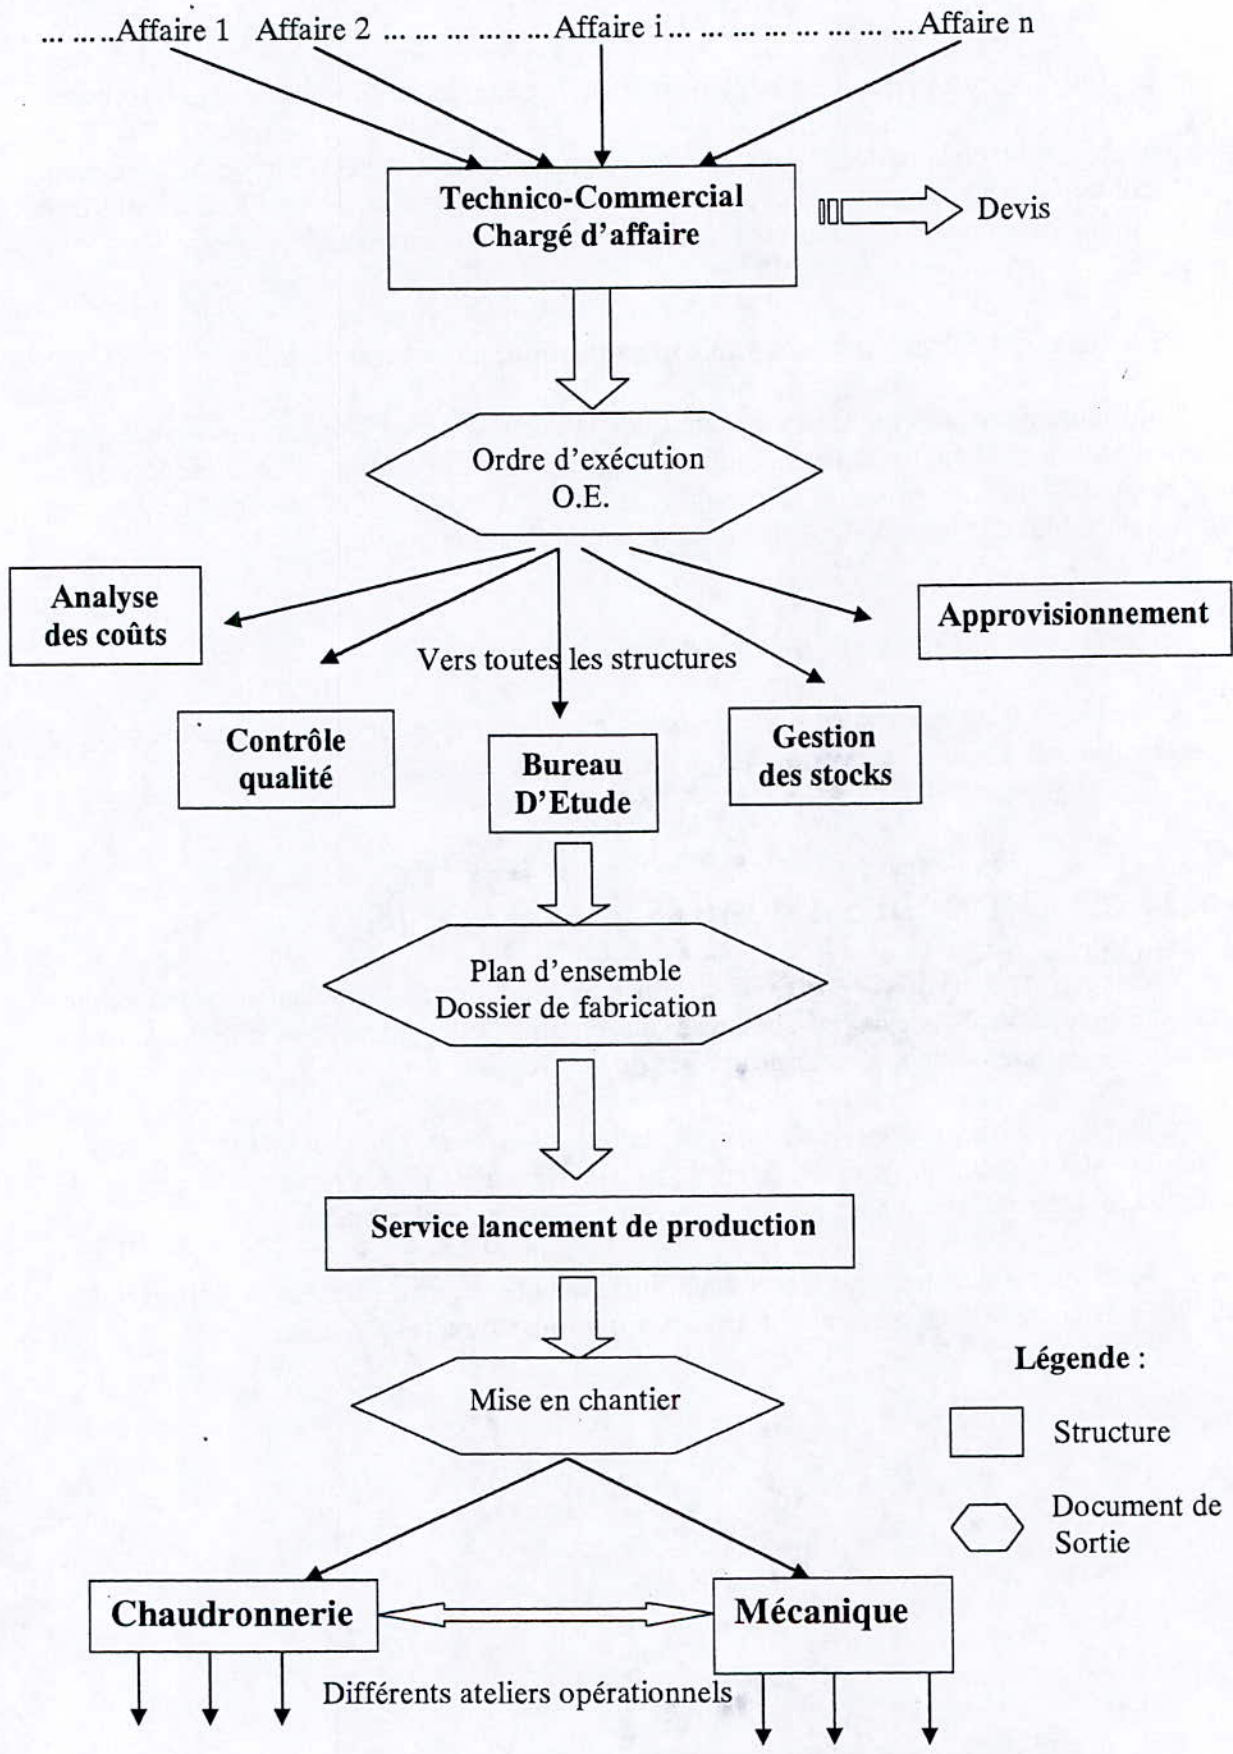 ... ... ..Affaire 1 Affaire 2 ... ... ... ... .. ...Affaire i... ... ... ... ... ... ... ...Affaire n
Technico-Commercial
Chargé d'affaire
Devis
Ordre d'exécution
O.E.
Analyse
des coûts
Approvisionnement
Vers toutes les structures
Contrôle
qualité
Bureau
D'Etude
Gestion
des stocks
Plan d'ensemble
Dossier de fabrication
Service lancement de production
Légende :
Mise en chantier
Structure
Document de
Sortie
Chaudronnerie
Mécanique
Différents ateliers opérationnels